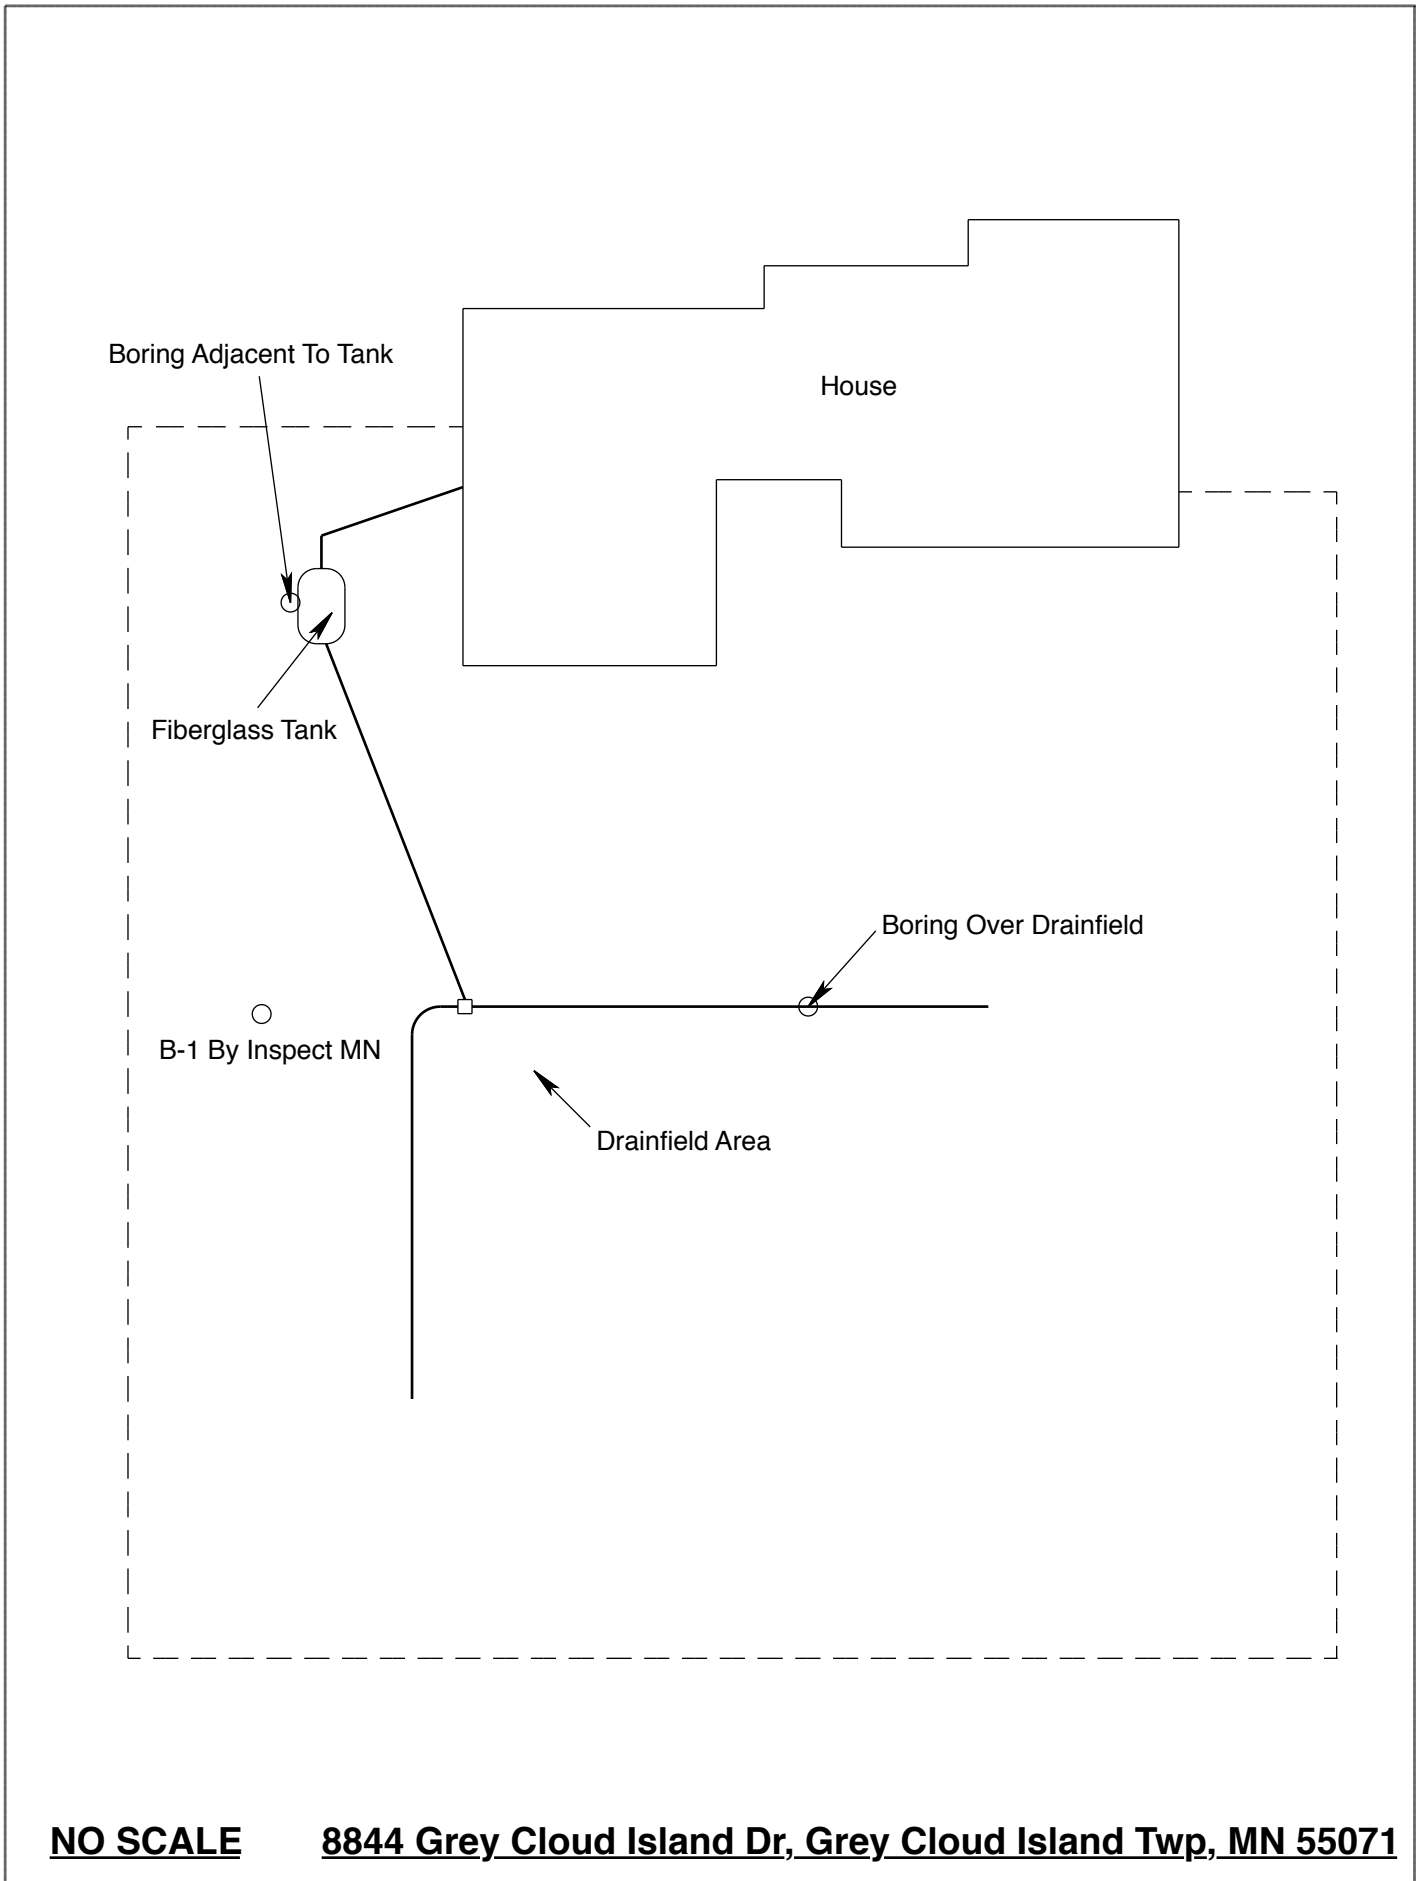 Boring Adjacent To Tank
House
Fiberglass Tank
Boring Over Drainfield
B-1 By Inspect MN
Drainfield Area
NO SCALE
8844 Grey Cloud Island Dr, Grey Cloud Island Twp, MN 55071